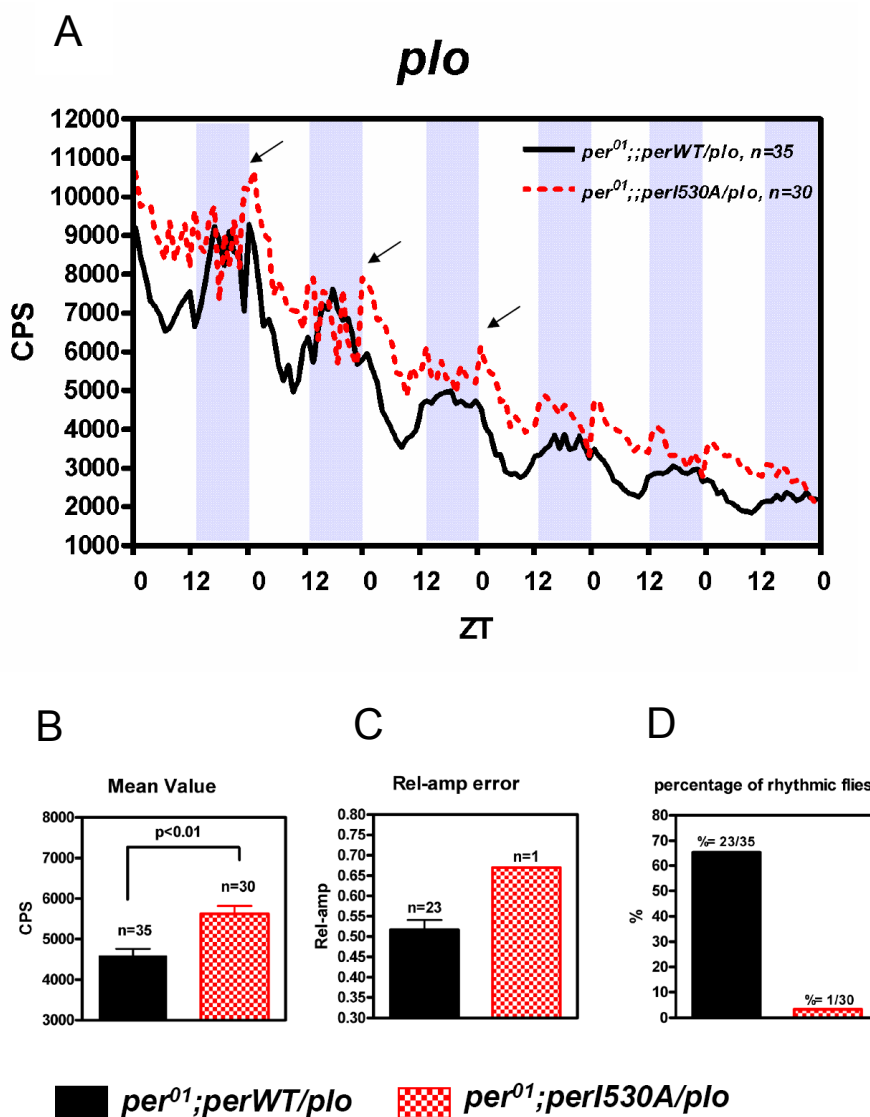 A
plo
12000
11000
10000
9000
8000
7000
6000
5000
4000
3000
2000
1000
CPS
per01;;perWT/plo, n=35
per01;;perI530A/plo, n=30
0 12 0 12 0 12 0 12 0 12 0 12 0
ZT
B
Mean Value
8000
7000
6000
5000
4000
3000
CPS
p<0.01
n=35
n=30
C
Rel-amp error
0.80
0.75
0.70
0.65
0.60
0.55
0.50
0.45
0.40
0.35
0.30
Rel-amp
n=23
n=1
D
percentage of rhythmic flies
80
70
60
50
40
30
20
10
0
%
%= 23/35
%= 1/30
per01;perWT/plo
per01;perI530A/plo